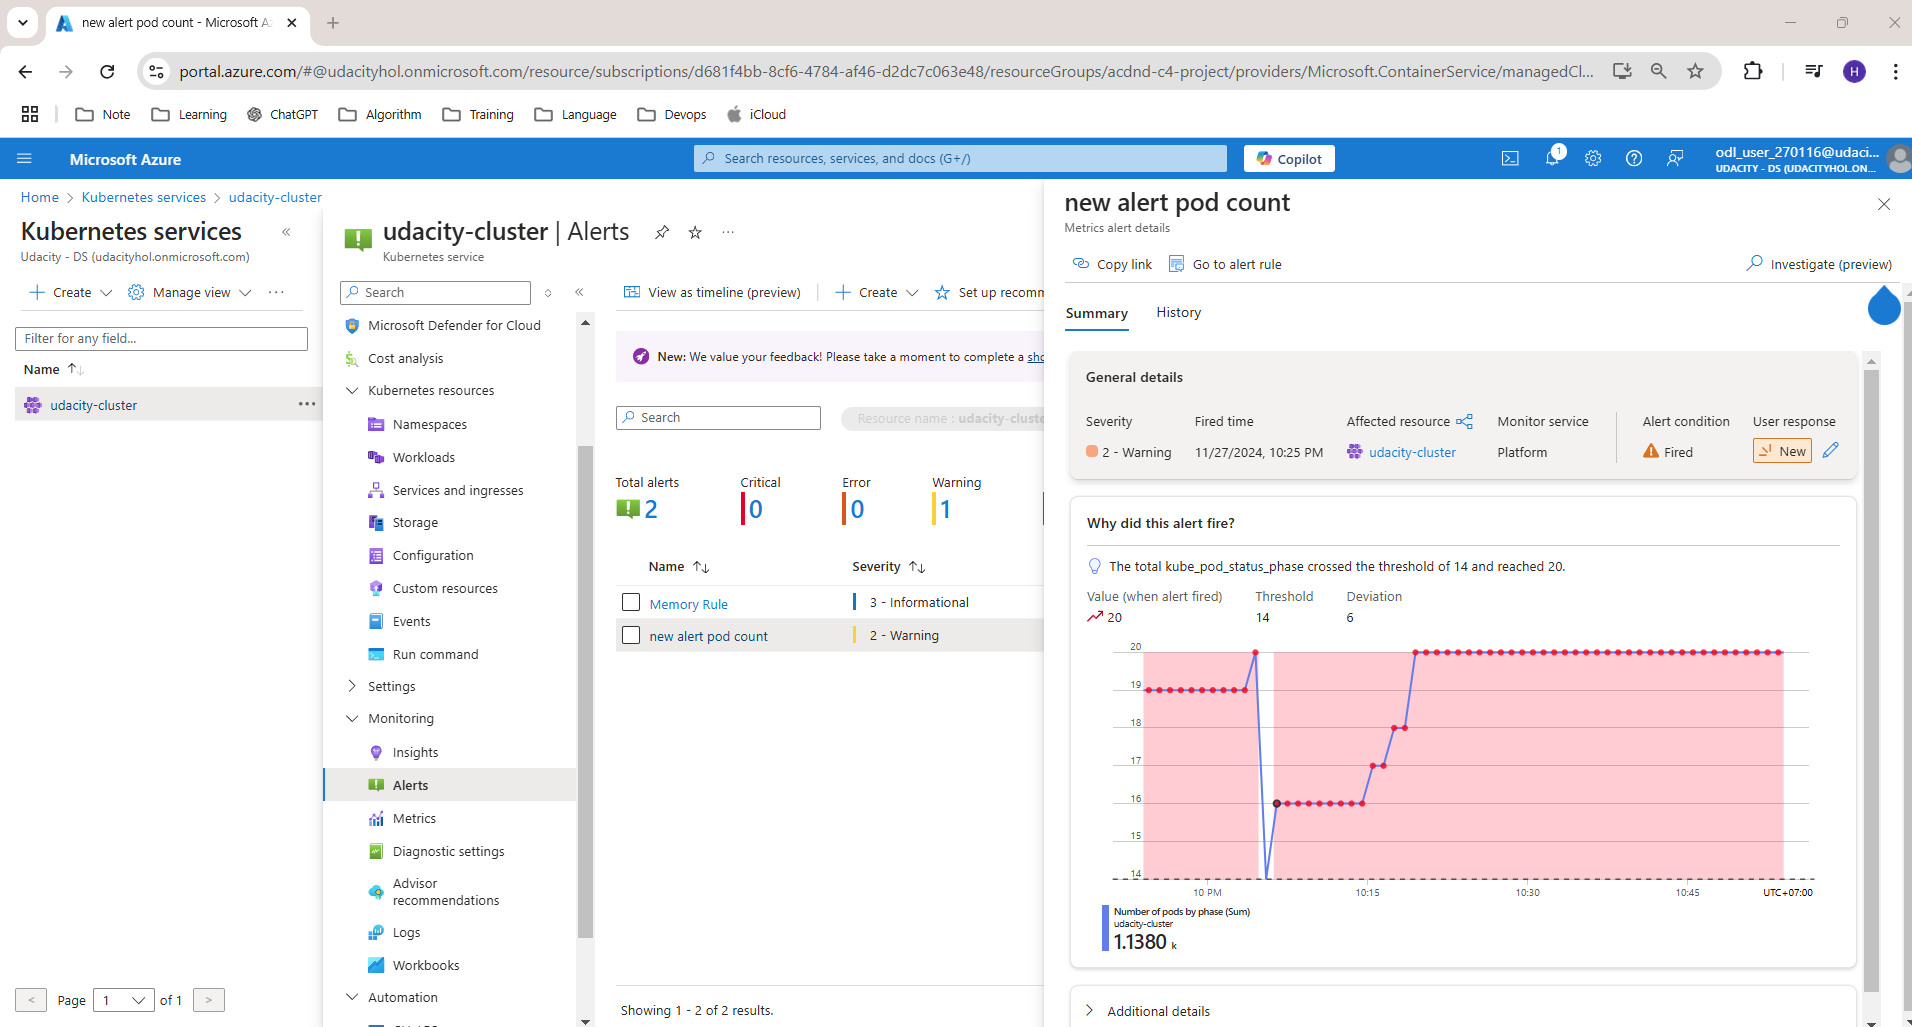 new alert pod count - Microsoft A
portal.azure.com/#@udacityhol.onmicrosoft.com/resource/subscriptions/d681f4bb-8cf6-4784-af46-d2dc7c063e48/resourceGroups/acdnd-c4-project/providers/Microsoft.ContainerService/managedCl...
H
Note
Learning
ChatGPT
Algorithm
Training
Language
Devops
iCloud
Microsoft Azure
Search resources, services, and docs (G+/)
Copilot
1
odl_user_270116@udaci...
UDACITY - DS (UDACITYHOL.ON...
Home > Kubernetes services > udacity-cluster
Kubernetes services
Udacity - DS (udacityhol.onmicrosoft.com)
Create
Manage view
Filter for any field...
Name
udacity-cluster
Page 1 of 1
udacity-cluster | Alerts
Kubernetes service
Search
Microsoft Defender for Cloud
Cost analysis
Kubernetes resources
Namespaces
Workloads
Services and ingresses
Storage
Configuration
Custom resources
Events
Run command
Settings
Monitoring
Insights
Alerts
Metrics
Diagnostic settings
Advisor
recommendations
Logs
Workbooks
Automation
View as timeline (preview)
Create
Set up recomm
New: We value your feedback! Please take a moment to complete a sho
Search
Resource name : udacity-cluste
Total alerts
2
Critical
0
Error
0
Warning
1
Name
Severity
Memory Rule
3 - Informational
new alert pod count
2 - Warning
Showing 1 - 2 of 2 results.
new alert pod count
Metrics alert details
Copy link
Go to alert rule
Investigate (preview)
Summary
History
General details
Severity
2 - Warning
Fired time
11/27/2024, 10:25 PM
Affected resource
udacity-cluster
Monitor service
Platform
Alert condition
Fired
User response
New
Why did this alert fire?
The total kube_pod_status_phase crossed the threshold of 14 and reached 20.
Value (when alert fired)
20
Threshold
14
Deviation
6
20
19
18
17
16
15
14
10 PM
10:15
10:30
10:45
UTC+07:00
Number of pods by phase (Sum)
udacity-cluster
1.1380 k
Additional details